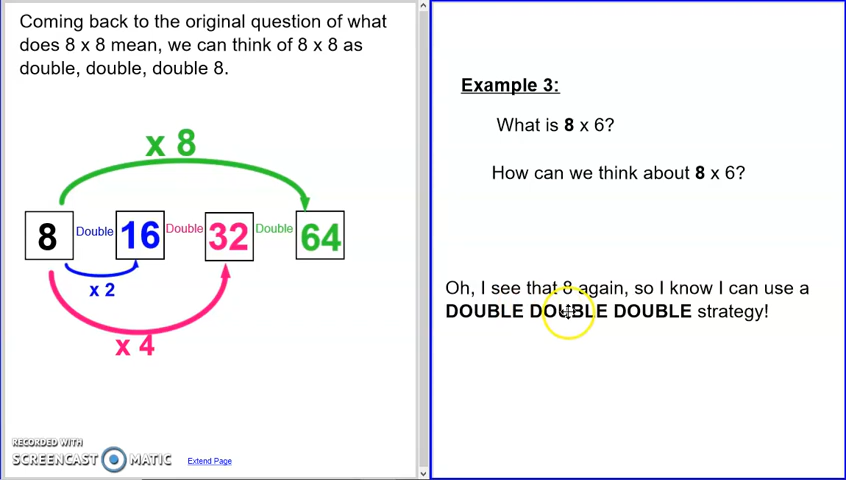 Coming back to the original question of what
does 8 x 8 mean, we can think of 8 x 8 as
double, double, double 8.
x 8
8 Double 16 Double 32 Double 64
x 2
x 4
RECORDED WITH
SCREENCAST MATIC
Extend Page
Example 3:
What is 8 x 6?
How can we think about 8 x 6?
Oh, I see that 8 again, so I know I can use a
DOUBLE DOUBLE DOUBLE strategy!